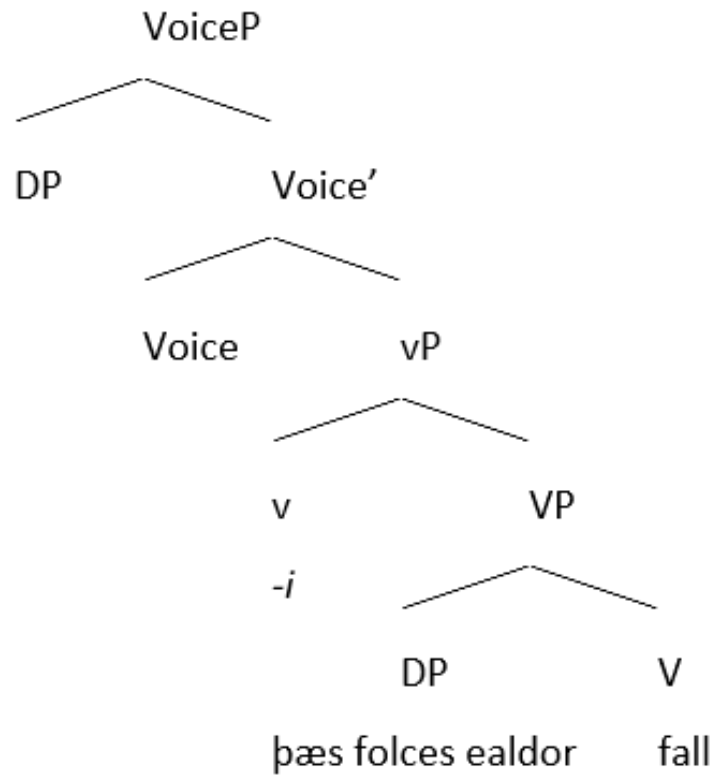 VoiceP
DP Voice’
Voice vP
v VP
-i
DP V
þæs folces ealdor fall